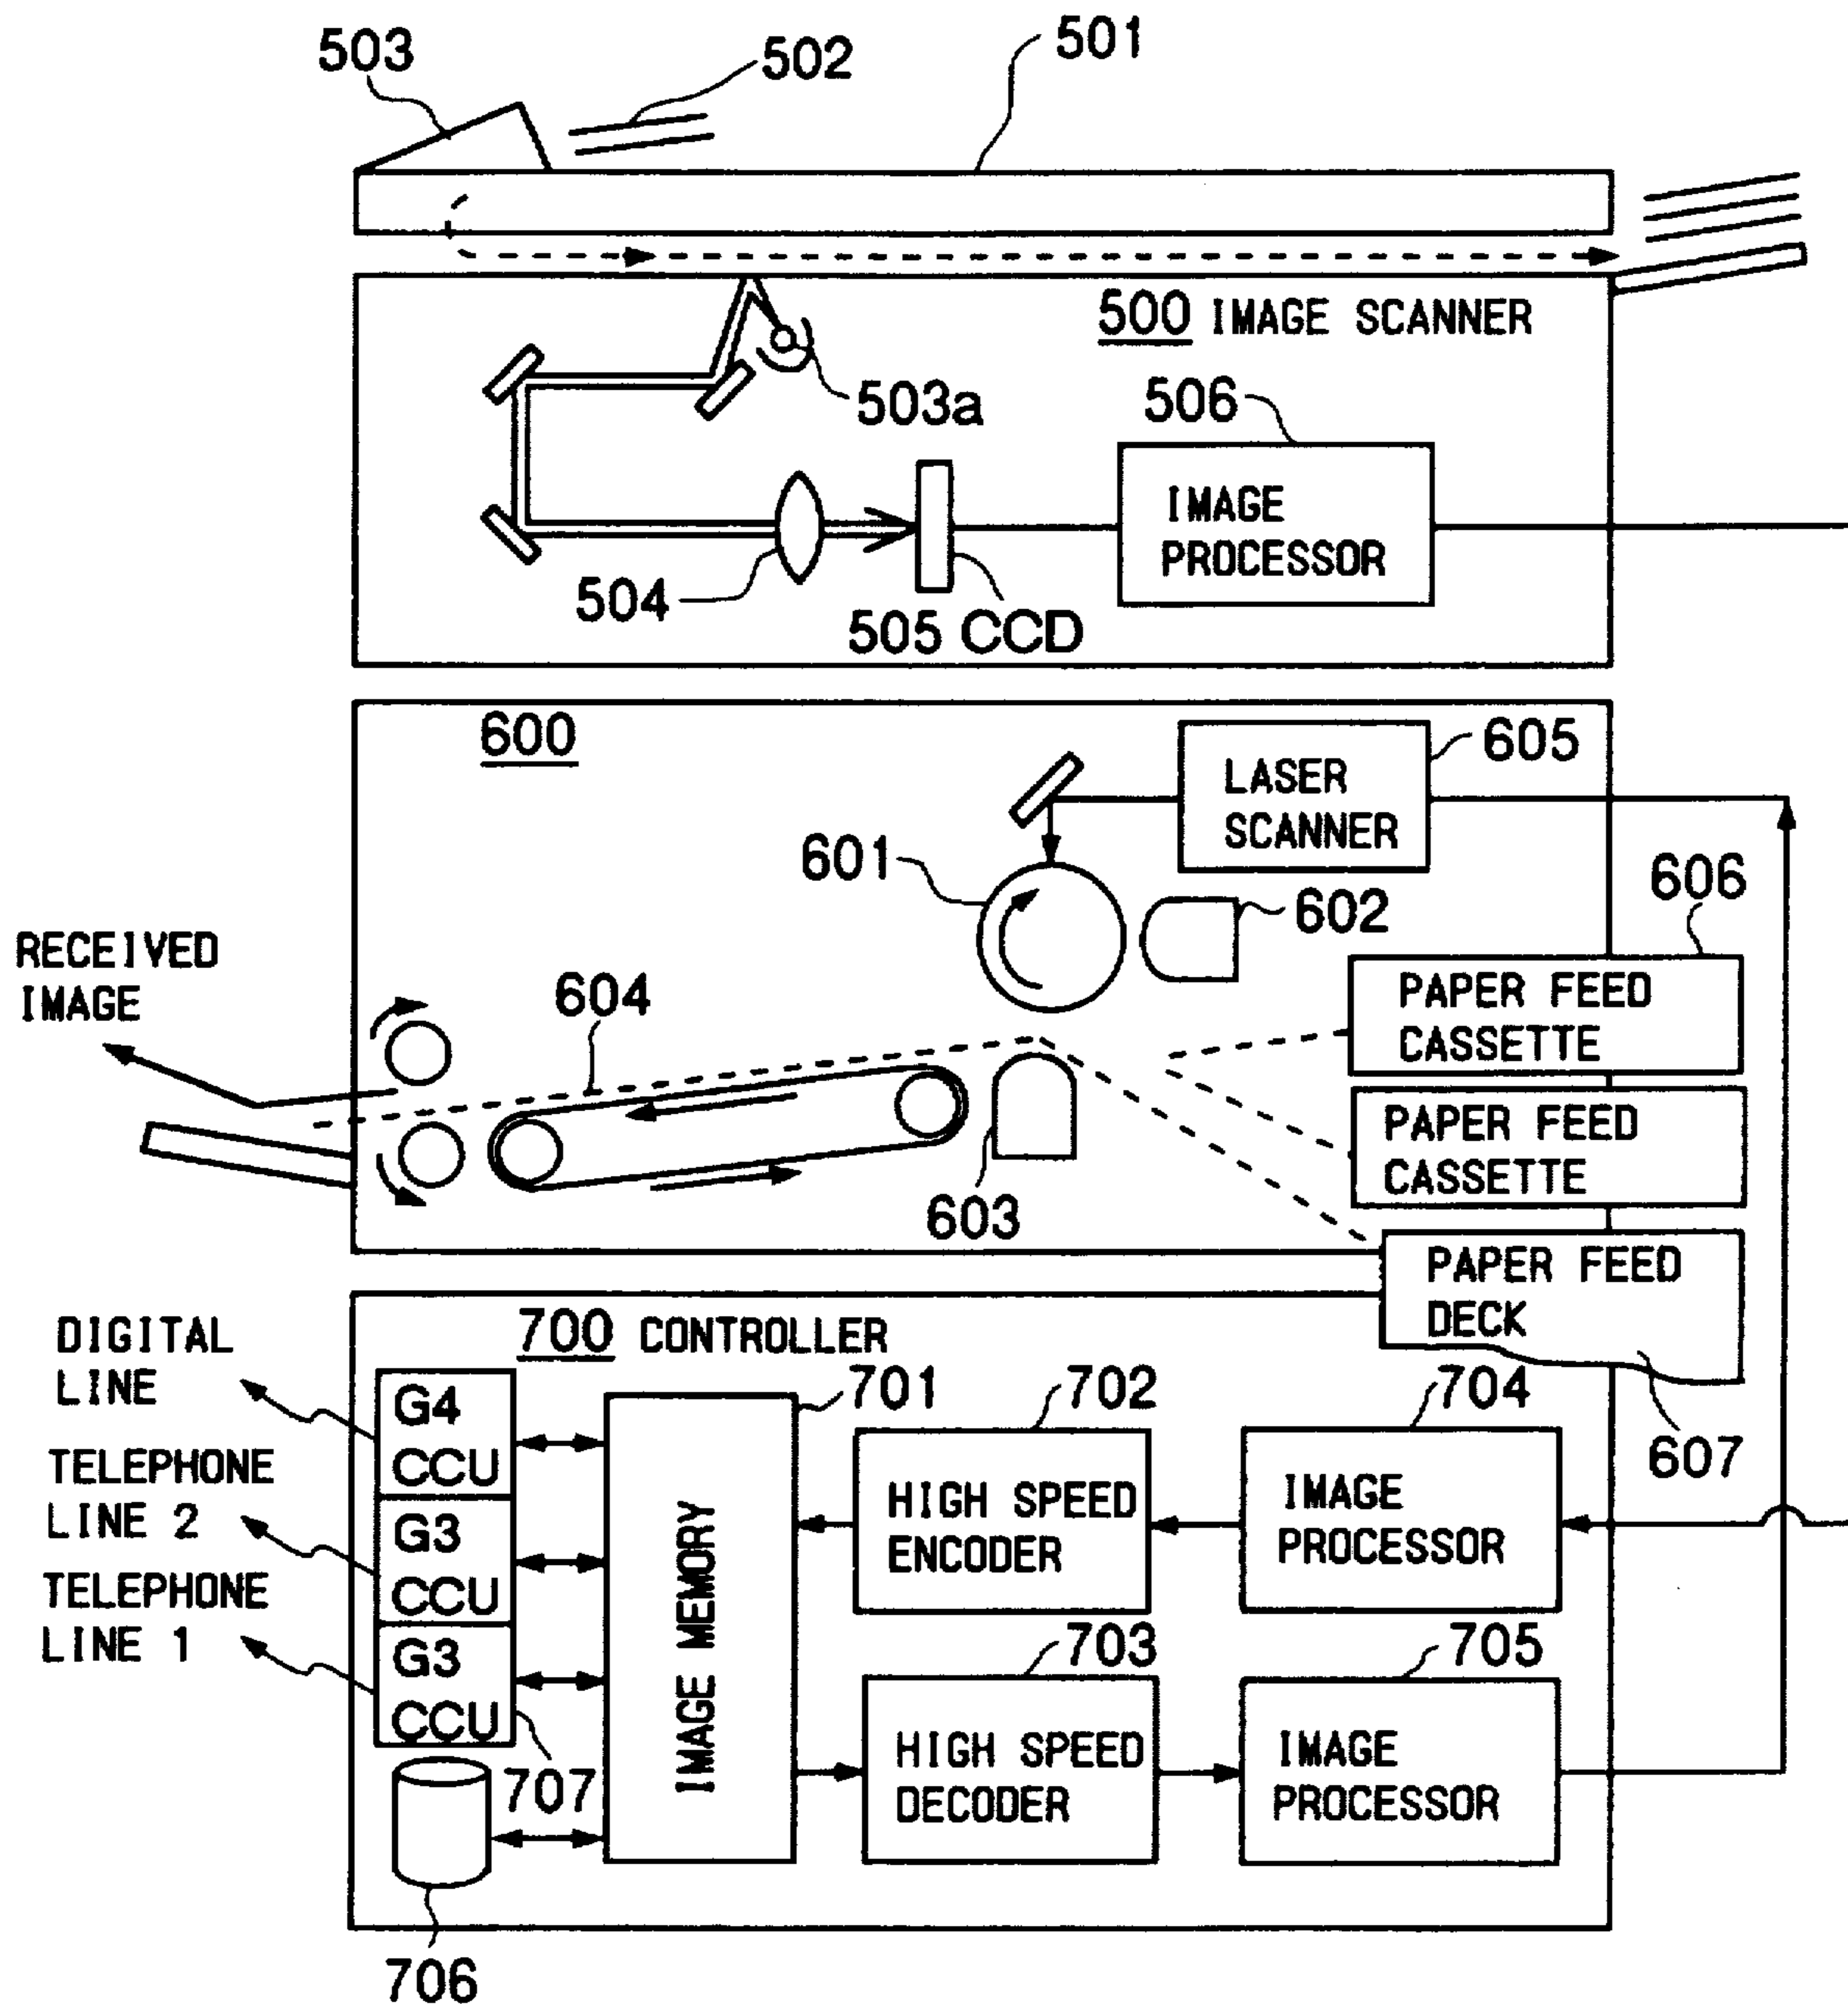 503
502
501
500 IMAGE SCANNER
503a
506
IMAGE
PROCESSOR
504
505 CCD
600
605
LASER
SCANNER
601
602
606
RECEIVED
IMAGE
604
PAPER FEED
CASSETTE
PAPER FEED
CASSETTE
603
PAPER FEED
DECK
607
700 CONTROLLER
DIGITAL
LINE
TELEPHONE
LINE 2
TELEPHONE
LINE 1
G4
CCU
G3
CCU
G3
CCU
707
706
701
IMAGE MEMORY
702
HIGH SPEED
ENCODER
704
IMAGE
PROCESSOR
703
HIGH SPEED
DECODER
705
IMAGE
PROCESSOR